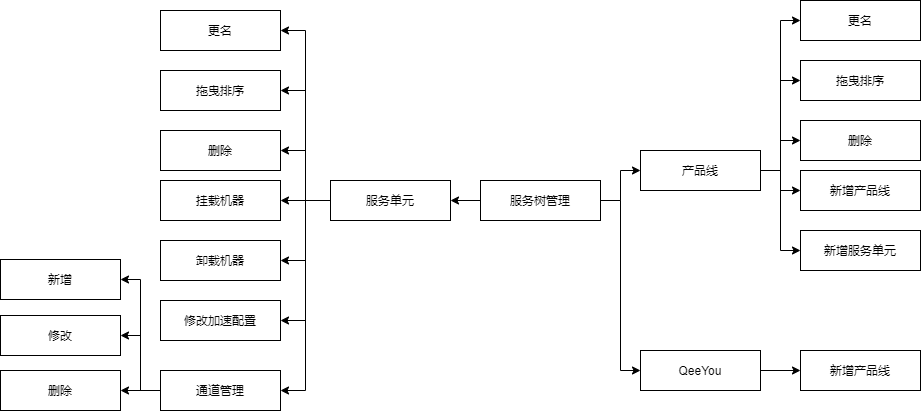 更名
拖曳排序
删除
挂载机器
卸载机器
修改加速配置
通道管理
新增
修改
删除
服务单元
服务树管理
产品线
QeeYou
更名
拖曳排序
删除
新增产品线
新增服务单元
新增产品线